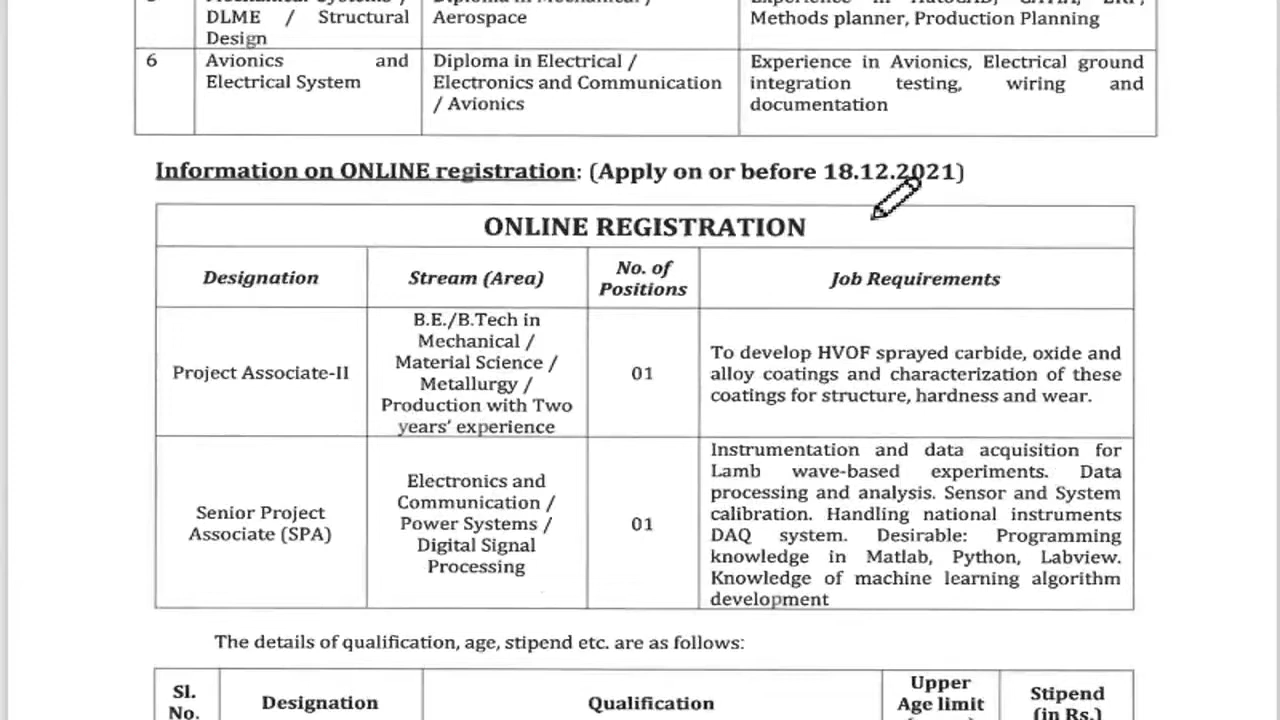 DLME / Structural
Design
Aerospace
Methods planner, Production Planning
6
Avionics and
Electrical System
Diploma in Electrical /
Electronics and Communication
/ Avionics
Experience in Avionics, Electrical ground
integration testing, wiring and
documentation
Information on ONLINE registration: (Apply on or before 18.12.2021)
ONLINE REGISTRATION
Designation
Stream (Area)
No. of
Positions
Job Requirements
Project Associate-II
B.E./B.Tech in
Mechanical /
Material Science /
Metallurgy /
Production with Two
years' experience
01
To develop HVOF sprayed carbide, oxide and
alloy coatings and characterization of these
coatings for structure, hardness and wear.
Senior Project
Associate (SPA)
Electronics and
Communication /
Power Systems /
Digital Signal
Processing
01
Instrumentation and data acquisition for
Lamb wave-based experiments. Data
processing and analysis. Sensor and System
calibration. Handling national instruments
DAQ system. Desirable: Programming
knowledge in Matlab, Python, Labview.
Knowledge of machine learning algorithm
development
The details of qualification, age, stipend etc. are as follows:
Sl.
No.
Designation
Qualification
Upper
Age limit
Stipend
(in Rs.)